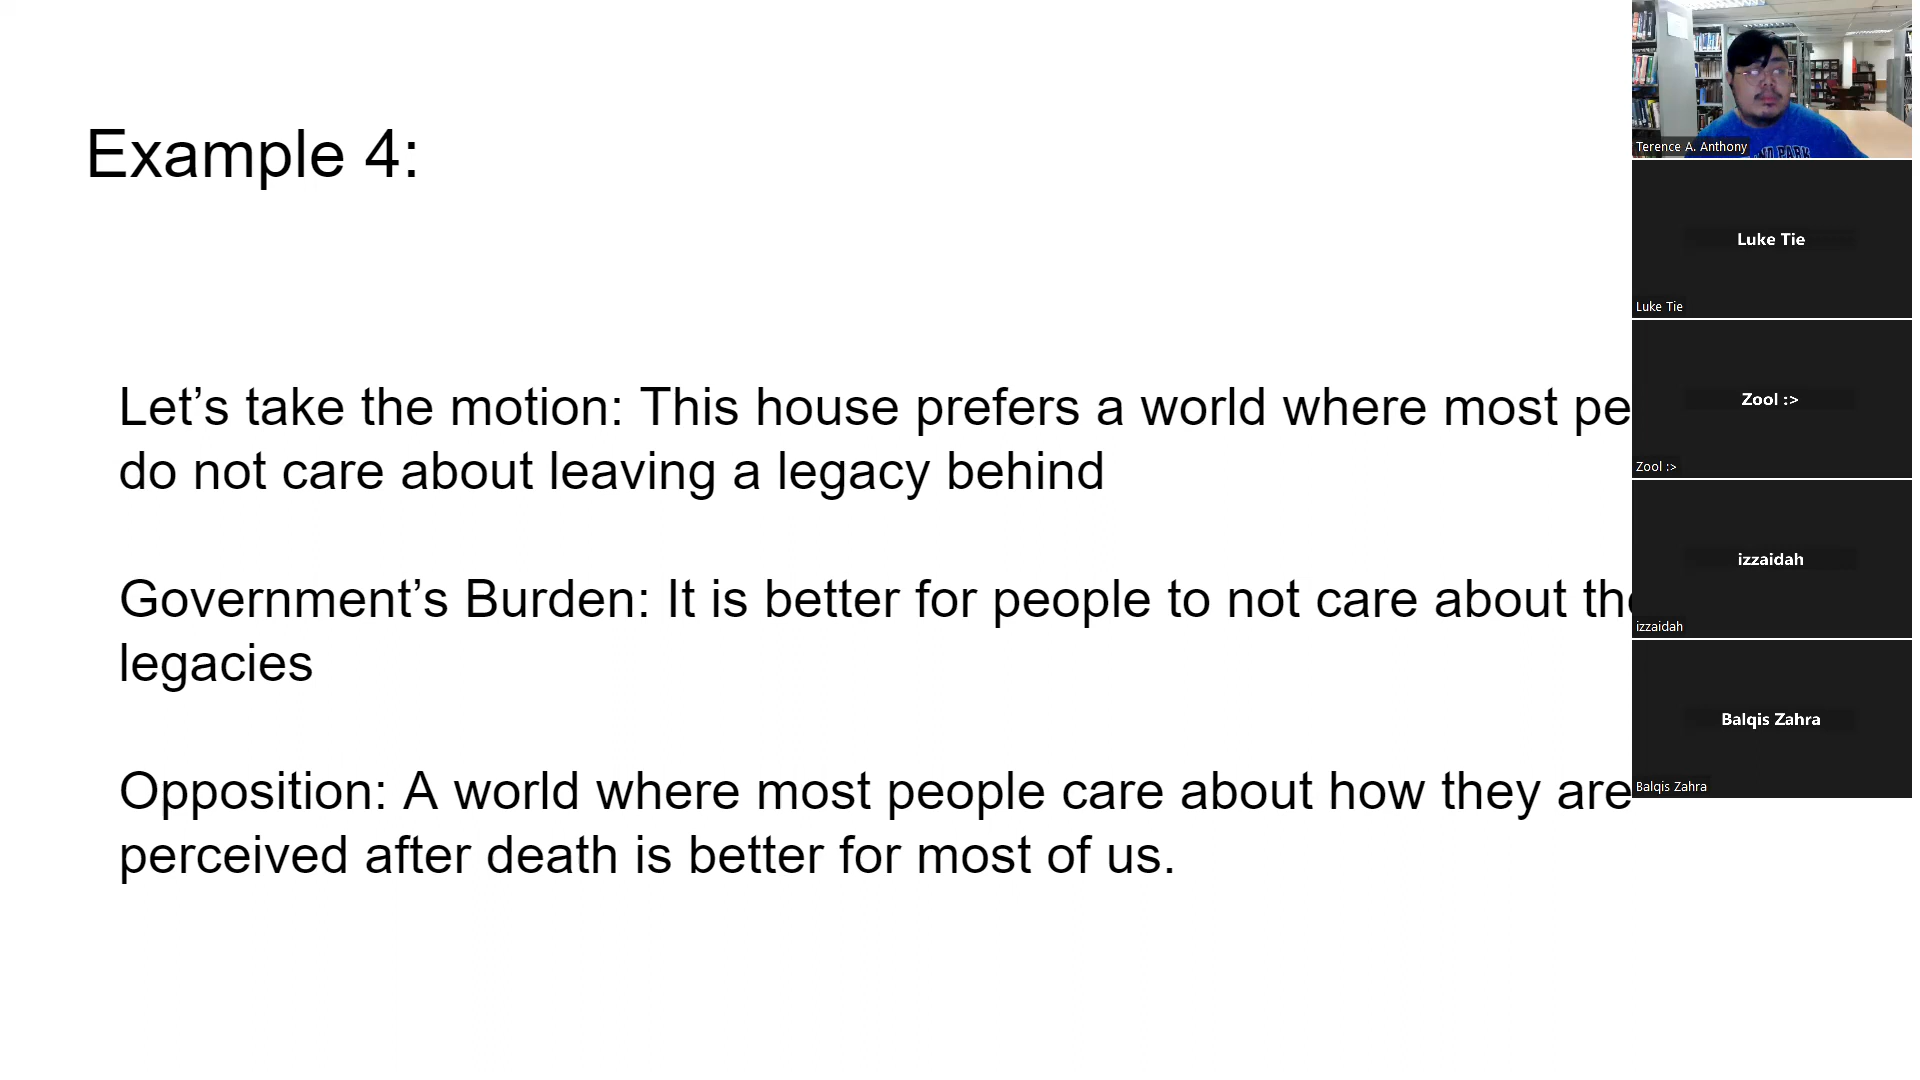 Example 4:
Let’s take the motion: This house prefers a world where most pe
do not care about leaving a legacy behind
Government’s Burden: It is better for people to not care about the
legacies
Opposition: A world where most people care about how they are
perceived after death is better for most of us.
Terence A. Anthony
Luke Tie
Luke Tie
Zool :>
Zool :>
izzaidah
izzaidah
Balqis Zahra
Balqis Zahra